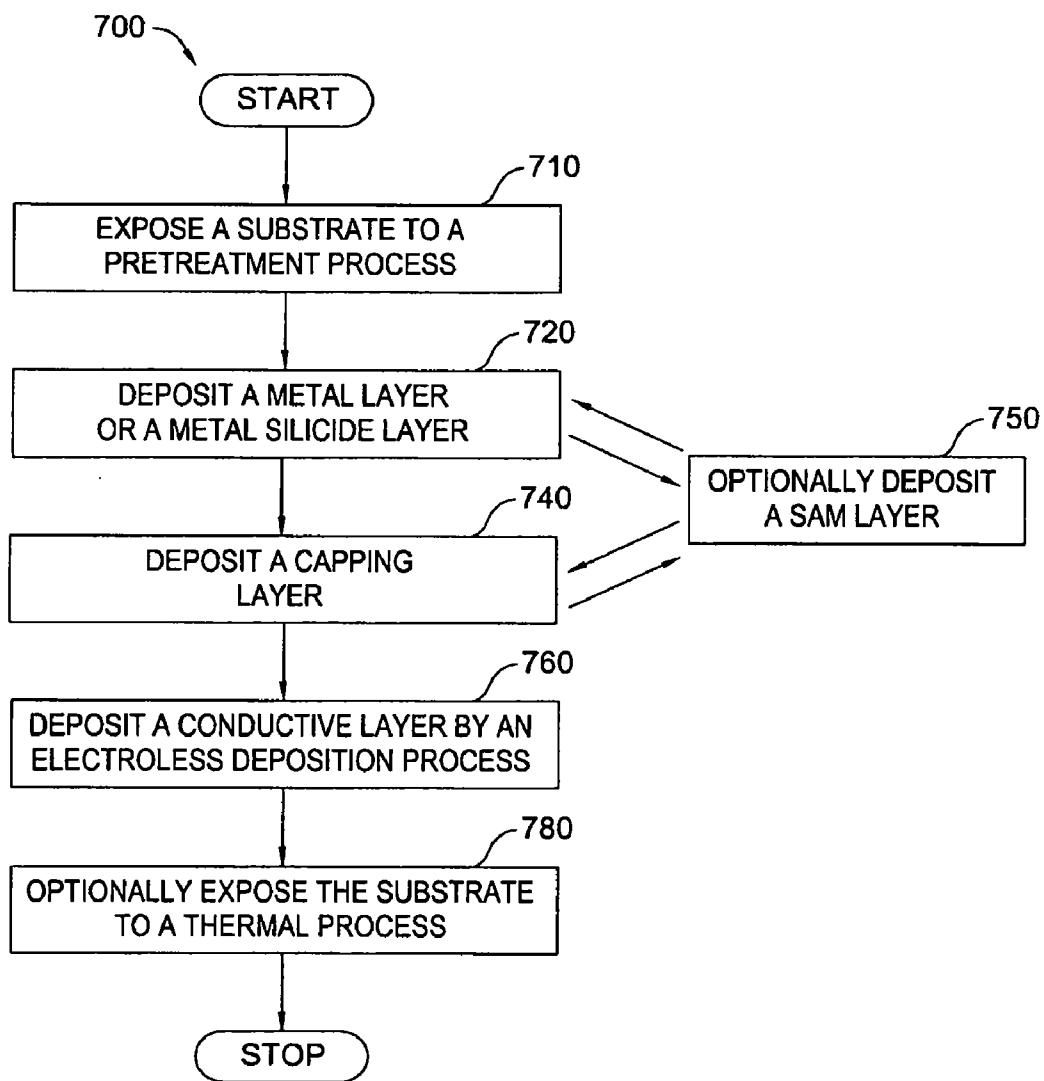 700
START
710
EXPOSE A SUBSTRATE TO A
PRETREATMENT PROCESS
720
DEPOSIT A METAL LAYER
OR A METAL SILICIDE LAYER
750
OPTIONALLY DEPOSIT
A SAM LAYER
740
DEPOSIT A CAPPING
LAYER
760
DEPOSIT A CONDUCTIVE LAYER BY AN
ELECTROLESS DEPOSITION PROCESS
780
OPTIONALLY EXPOSE THE SUBSTRATE
TO A THERMAL PROCESS
STOP